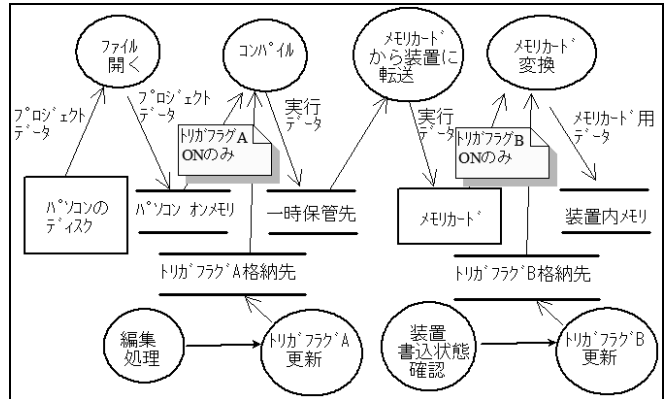 ﾌｧｲﾙ
開く
ｺﾝﾊﾟｲﾙ
ﾒﾓﾘｶｰﾄﾞ
から装置に
転送
ﾒﾓﾘｶｰﾄﾞ
変換
ﾌﾟﾛｼﾞｪｸﾄ
ﾃﾞｰﾀ
ﾌﾟﾛｼﾞｪｸﾄ
ﾃﾞｰﾀ
ﾄﾘｶﾞﾌﾗｸﾞA
ONのみ
実行
ﾃﾞｰﾀ
実行
ﾃﾞｰﾀ
ﾄﾘｶﾞﾌﾗｸﾞB
ONのみ
ﾒﾓﾘｶｰﾄﾞ用
ﾃﾞｰﾀ
ﾊﾟｿｺﾝの
ﾃﾞｨｽｸ
ﾊﾟｿｺﾝ ｵﾝﾒﾓﾘ
一時保管先
ﾒﾓﾘｶｰﾄﾞ
装置内ﾒﾓﾘ
ﾄﾘｶﾞﾌﾗｸﾞA格納先
ﾄﾘｶﾞﾌﾗｸﾞB格納先
編集
処理
ﾄﾘｶﾞﾌﾗｸﾞA
更新
装置
書込状態
確認
ﾄﾘｶﾞﾌﾗｸﾞB
更新